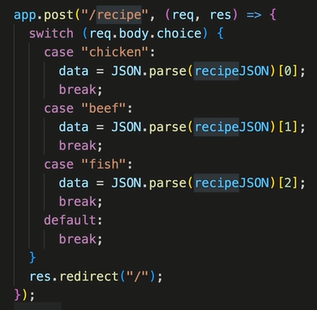 app.post("/recipe", (req, res) => {
switch (req.body.choice) {
case "chicken":
data = JSON.parse(recipeJSON)[0];
break;
case "beef":
data = JSON.parse(recipeJSON)[1];
break;
case "fish":
data = JSON.parse(recipeJSON)[2];
break;
default:
break;
}
res.redirect("/");
});